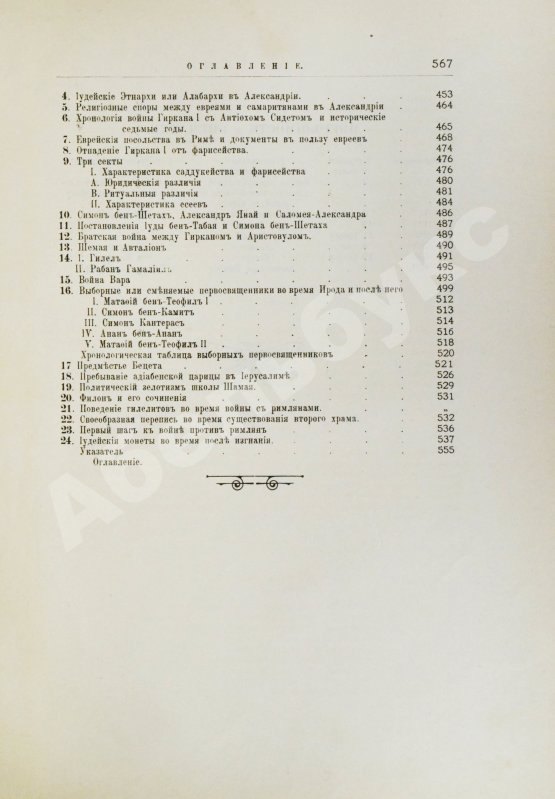 ОГЛАВЛЕНІЕ. 567
4. Іудейскіе Этнархи или Алабархи въ Александріи. 453
5. Религіозные споры между евреями и самаритянами въ Александріи 464
6. Хронологія войны Гиркана I съ Антіохомъ Сидетомъ и историческіе
седьмые годы. 465
7. Еврейскія посольства въ Римѣ и документы въ пользу евреевъ 468
8. Отпаденіе Гиркана I отъ фарисейства. 474
9. Три секты 476
I. Характеристика саддукейства и фарисейства 476
А. Юридическія различія 480
В. Ритуальныя различія 481
II. Характеристика ессеевъ 484
10. Симонъ бенъ-Шетахъ, Александръ Янай и Саломея-Александра 486
11. Постановленія Іуды бенъ-Табая и Симона бенъ-Шетаха 487
12. Братская война между Гирканомъ и Аристовуломъ. 489
13. Шемая и Авталіонъ 490
14. I. Гилелъ 491
II. Рабанъ Гамаліилъ 495
15. Война Вара 493
16. Выборные или смѣняемые первосвященники во время Ирода и послѣ него 499
I. Матаѳій бенъ-Теофилъ I 512
II. Симонъ бенъ-Камитъ 513
III. Симонъ Кантерасъ 514
IV. Ананъ бенъ-Ананъ 516
V. Матаѳій бенъ-Теофилъ II 518
Хронологическая таблица выборныхъ первосвященниковъ 520
17 Предмѣстье Бецета 521
18. Пребываніе адіабенской царицы въ Іерусалимѣ 526
19. Политическій зелотизмъ школы Шамая. 529
20. Филонъ и его сочиненія 531
21. Поведеніе гилелитовъ во время войны съ римлянами. „
22. Своеобразная перепись во время существованія второго храма. 532
23. Первый шагъ къ войнѣ противъ римлянъ 536
24. Іудейскія монеты во время послѣ изгнанія. 537
Указатель 555
Оглавленіе.